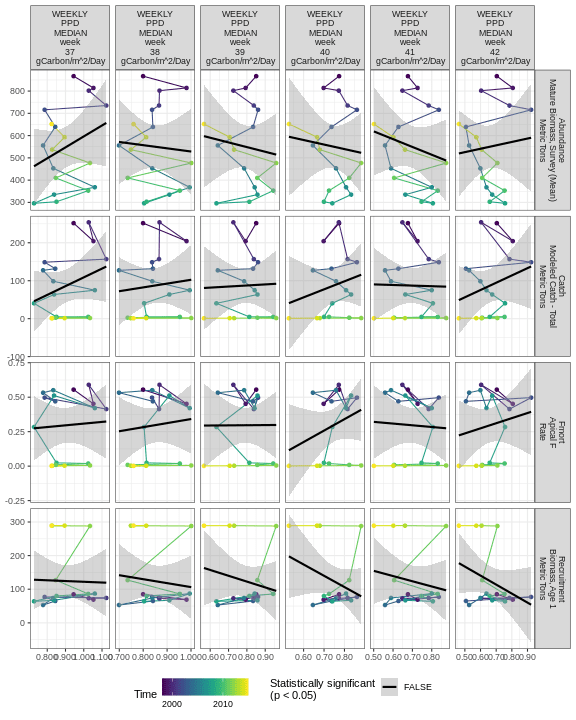 WEEKLY
PPD
MEDIAN
week
37
gCarbon/m^2/Day
WEEKLY
PPD
MEDIAN
week
38
gCarbon/m^2/Day
WEEKLY
PPD
MEDIAN
week
39
gCarbon/m^2/Day
WEEKLY
PPD
MEDIAN
week
40
gCarbon/m^2/Day
WEEKLY
PPD
MEDIAN
week
41
gCarbon/m^2/Day
WEEKLY
PPD
MEDIAN
week
42
gCarbon/m^2/Day
800
700
600
500
400
300
Abundance
Mature Biomass, Survey (Mean)
Metric Tons
200
100
0
-100
Catch
Modeled Catch - Total
Metric Tons
0.75
0.50
0.25
0.00
-0.25
Fmort
Apical F
Rate
300
200
100
0
Recruitment
Biomass, Age 1
Metric Tons
0.800 0.900 1.000 1.100
0.700 0.800 0.900 1.000
0.60 0.70 0.80 0.90
0.60 0.70 0.80
0.50 0.60 0.70 0.80
0.500 0.600 0.700 0.800 0.90
Time
2000 2010
Statistically significant
(p < 0.05)
FALSE